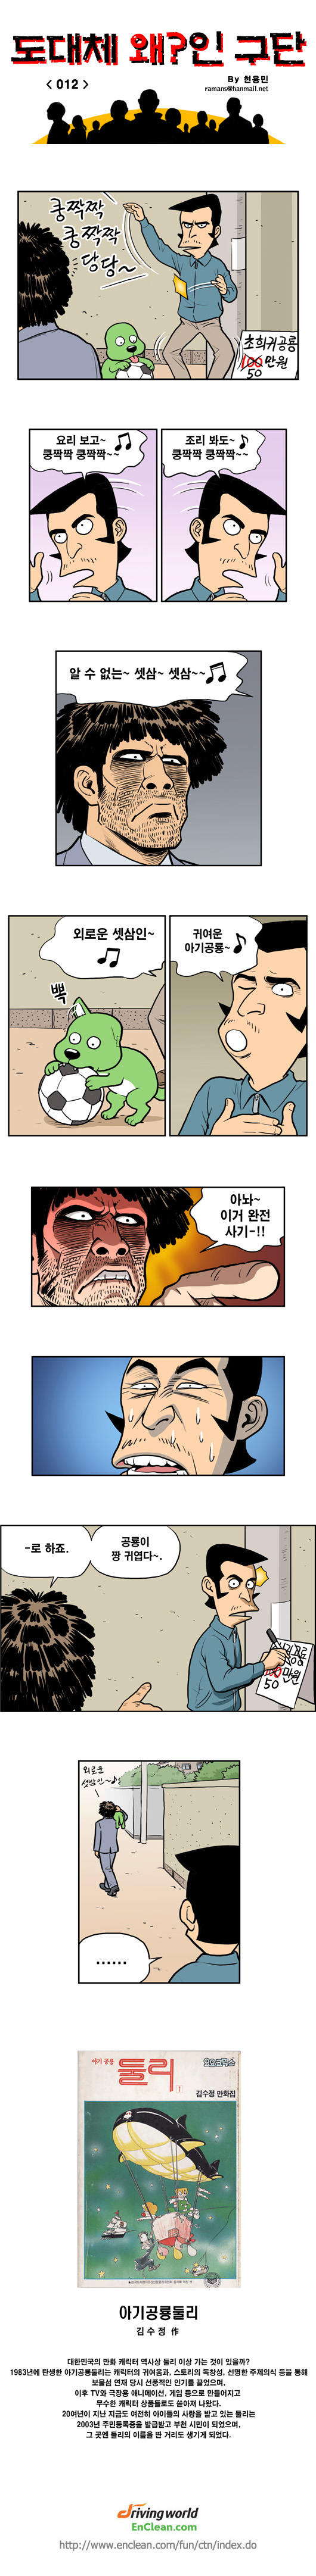 도대체 왜?인 구단
< 012 >
By 현용민
ramans@hanmail.net
쿵짝짝
쿵짝짝
당당~
초희귀공룡
100만원
50
요리 보고~
쿵짝짝 쿵짝짝~~
조리 봐도~
쿵짝짝 쿵짝짝~~
알 수 없는~ 셋삼~ 셋삼~~
외로운 셋삼인~
뽁
귀여운
아기공룡~
아놔~
이거 완전
사기-!!
-로 하죠.
공룡이
짱 귀엽다~.
100만원
50
외로운
셋삼인~
......
아기 공룡
둘리
1
요요코믹스
김수정 만화집
아기공룡둘리
김수정 作
대한민국의 만화 캐릭터 역사상 둘리 이상 가는 것이 있을까?
1983년에 탄생한 아기공룡둘리는 캐릭터의 귀여움과, 스토리의 독창성, 선명한 주제의식 등을 통해
보물섬 연재 당시 선풍적인 인기를 끌었으며,
이후 TV와 극장용 애니메이션, 게임 등으로 만들어지고
무수한 캐릭터 상품들로도 쏟아져 나왔다.
20여년이 지난 지금도 여전히 아이들의 사랑을 받고 있는 둘리는
2003년 주민등록증을 발급받고 부천 시민이 되었으며,
그 곳엔 둘리의 이름을 딴 거리도 생기게 되었다.
driving world
EnClean.com
http://www.enclean.com/fun/ctn/index.do